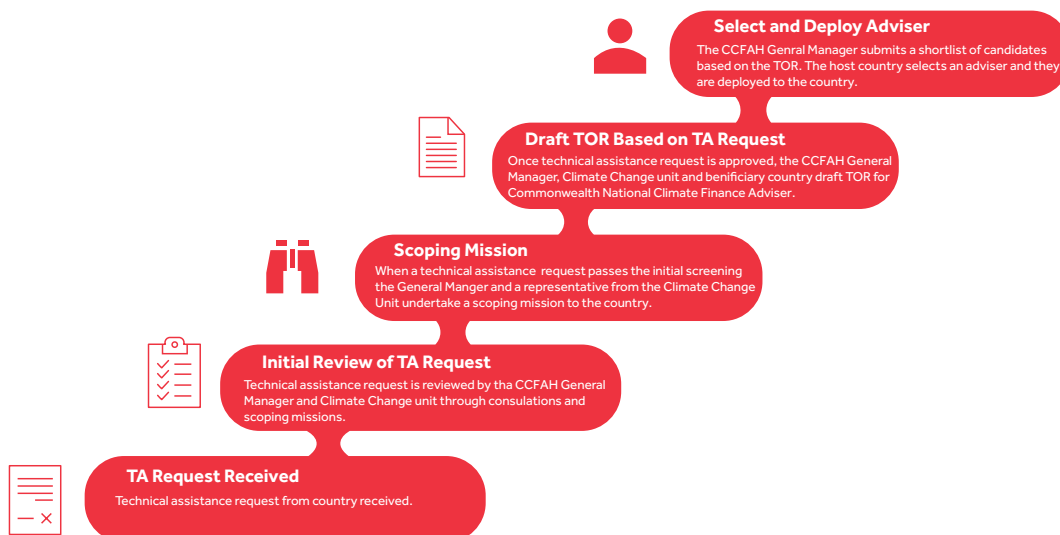 Select and Deploy Adviser
The CCFAH Genral Manager submits a shortlist of candidates
based on the TOR. The host country selects an adviser and they
are deployed to the country.
Draft TOR Based on TA Request
Once technical assistance request is approved, the CCFAH General
Manager, Climate Change unit and benificiary country draft TOR for
Commonwealth National Climate Finance Adviser.
Scoping Mission
When a technical assistance request passes the initial screening
the General Manger and a representative from the Climate Change
Unit undertake a scoping mission to the country.
Initial Review of TA Request
Technical assistance request is reviewed by tha CCFAH General
Manager and Climate Change unit through consulations and
scoping missions.
TA Request Received
Technical assistance request from country received.